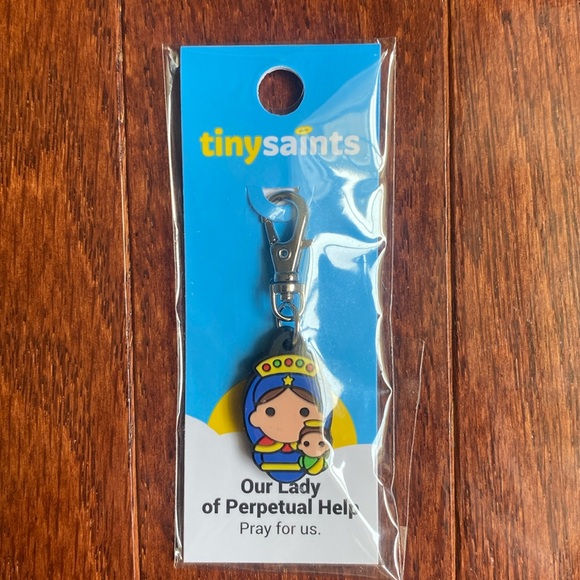 tinysaints
Our Lady
of Perpetual Help
Pray for us.